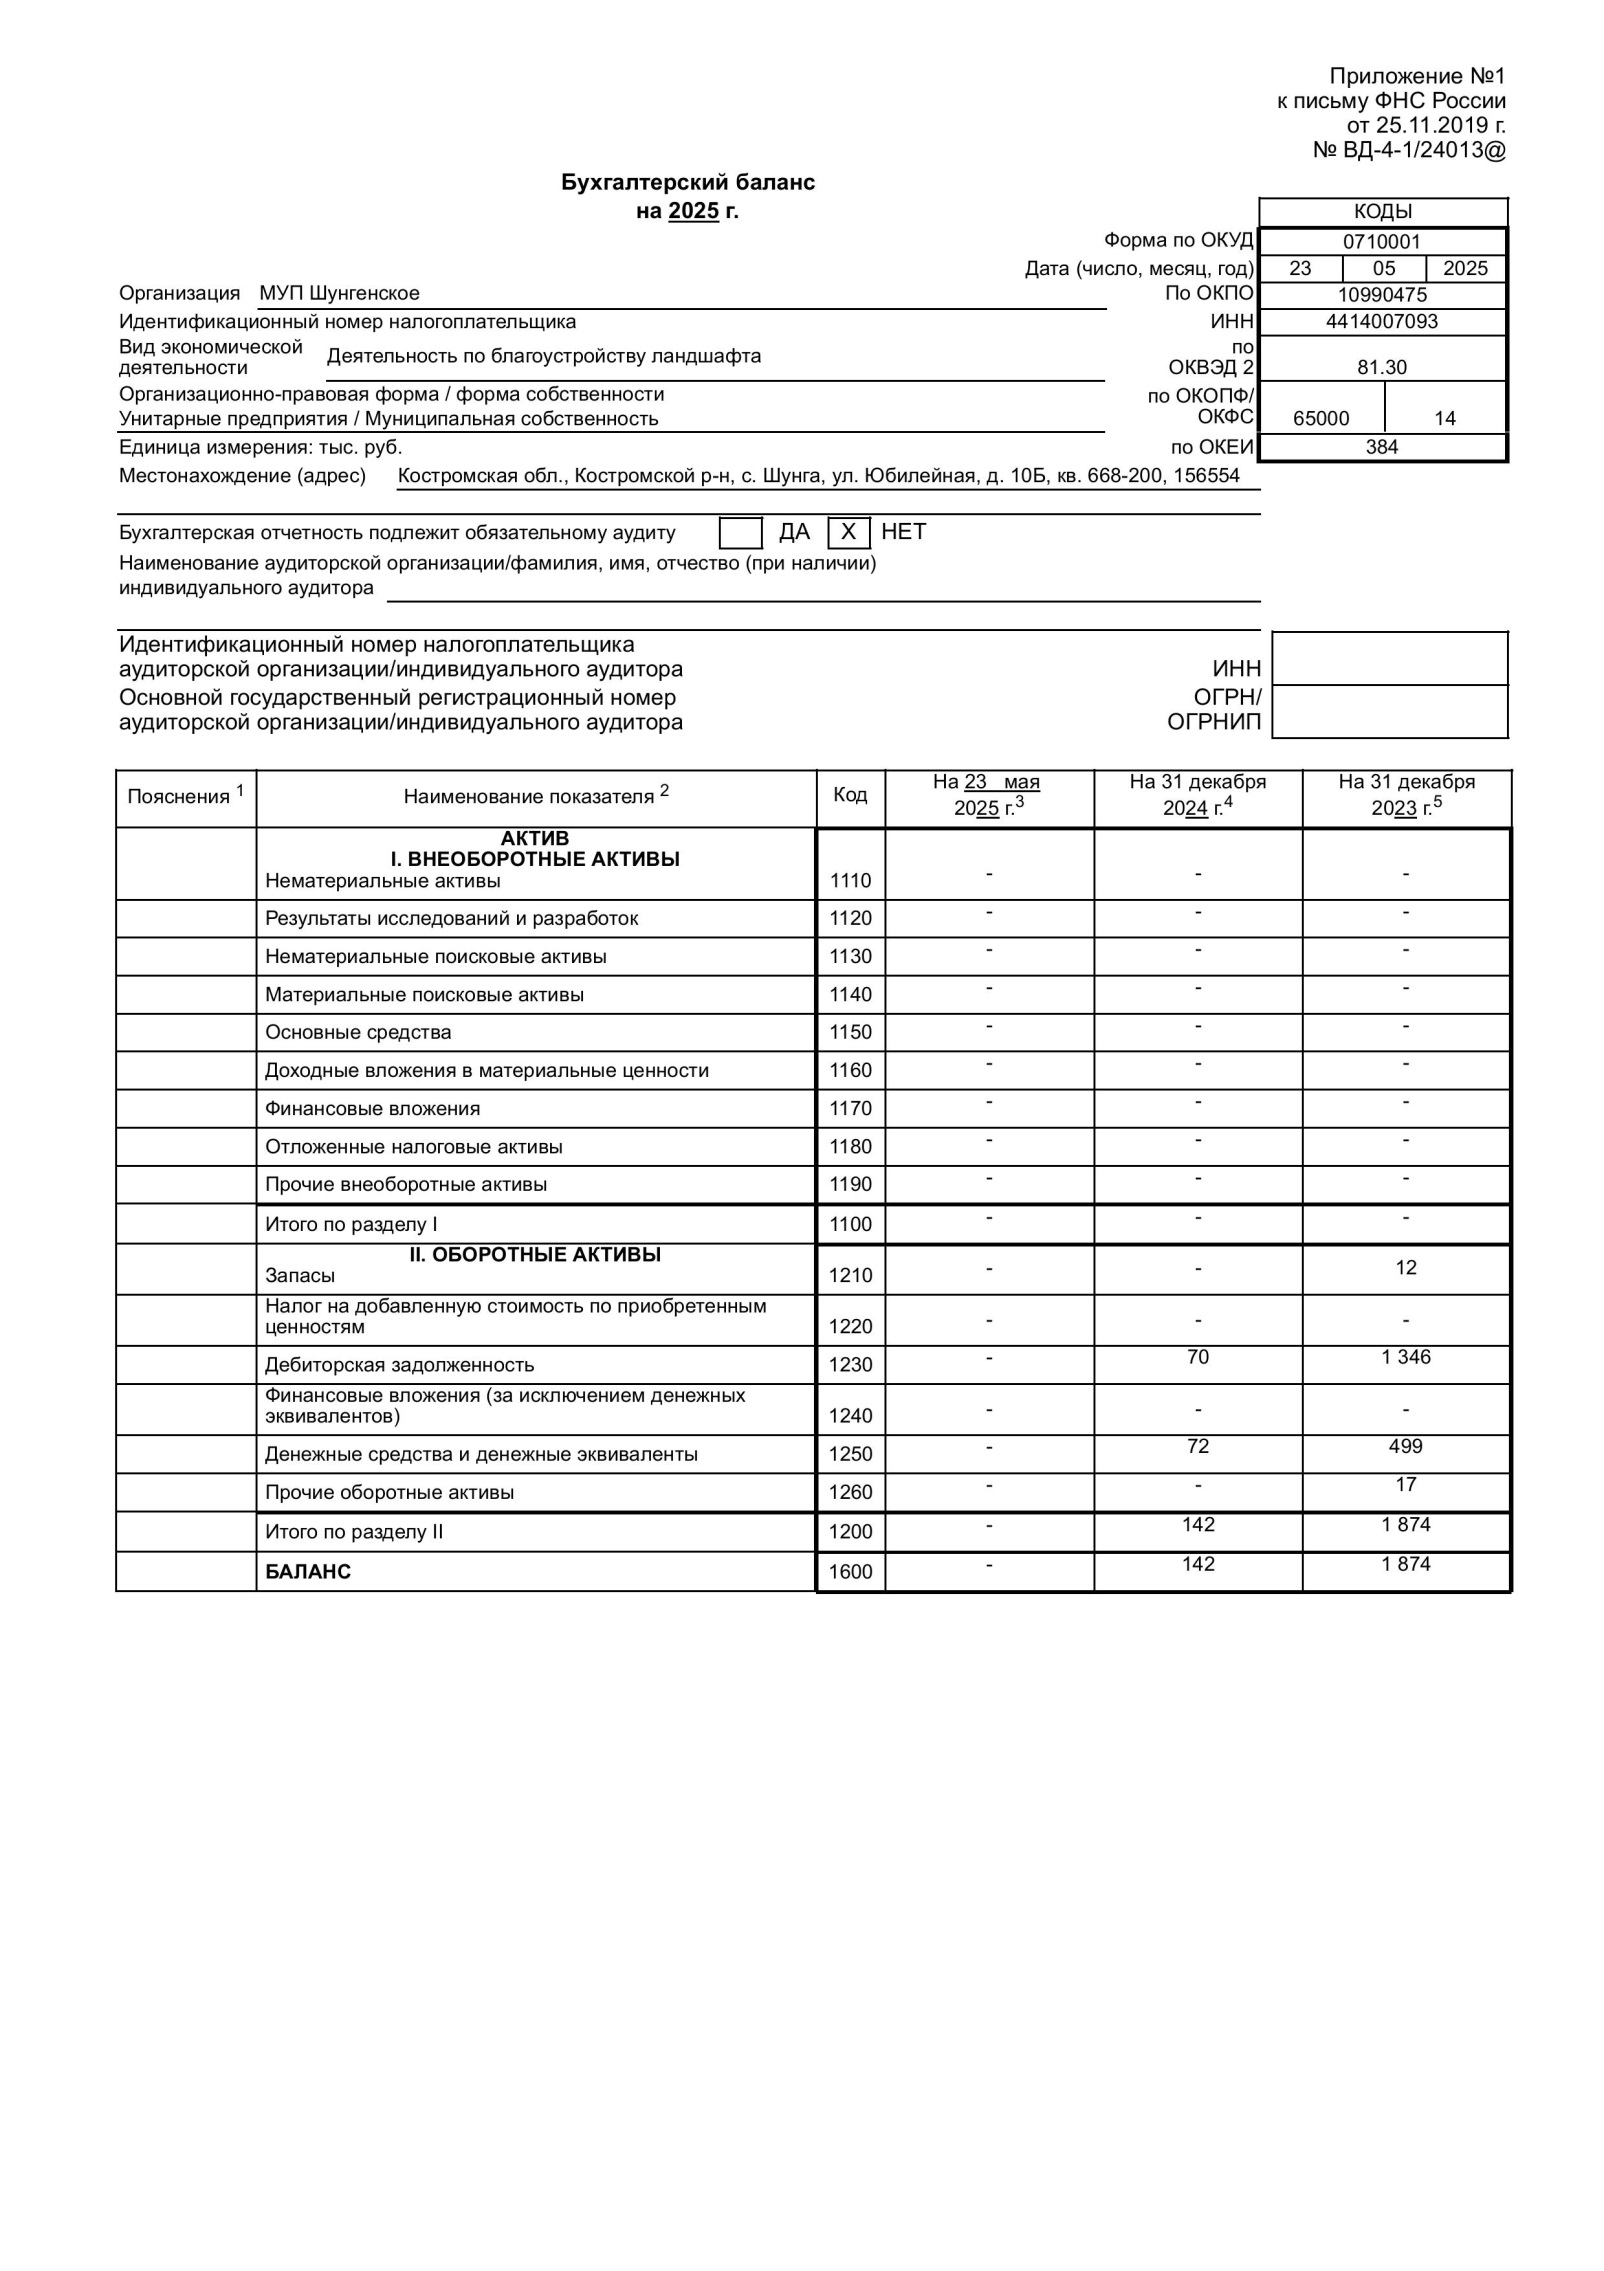 Приложение №1
к письму ФНС России
от 25.11.2019 г.
№ ВД-4-1/24013@
Бухгалтерский баланс
на 2025 г.
КОДЫ
Форма по ОКУД 0710001
Дата (число, месяц, год) 23 05 2025
Организация МУП Шунгенское По ОКПО 10990475
Идентификационный номер налогоплательщика ИНН 4414007093
Вид экономической
деятельности Деятельность по благоустройству ландшафта по
ОКВЭД 2 81.30
Организационно-правовая форма / форма собственности по ОКОПФ/
Унитарные предприятия / Муниципальная собственность ОКФС 65000 14
Единица измерения: тыс. руб. по ОКЕИ 384
Местонахождение (адрес) Костромская обл., Костромской р-н, с. Шунга, ул. Юбилейная, д. 10Б, кв. 668-200, 156554
Бухгалтерская отчетность подлежит обязательному аудиту ДА X НЕТ
Наименование аудиторской организации/фамилия, имя, отчество (при наличии)
индивидуального аудитора
Идентификационный номер налогоплательщика
аудиторской организации/индивидуального аудитора ИНН
Основной государственный регистрационный номер ОГРН/
аудиторской организации/индивидуального аудитора ОГРНИП
Пояснения 1 Наименование показателя 2 Код На 23 мая 2025 г.3 На 31 декабря 2024 г.4 На 31 декабря 2023 г.5
АКТИВ
I. ВНЕОБОРОТНЫЕ АКТИВЫ
Нематериальные активы 1110 - - -
Результаты исследований и разработок 1120 - - -
Нематериальные поисковые активы 1130 - - -
Материальные поисковые активы 1140 - - -
Основные средства 1150 - - -
Доходные вложения в материальные ценности 1160 - - -
Финансовые вложения 1170 - - -
Отложенные налоговые активы 1180 - - -
Прочие внеоборотные активы 1190 - - -
Итого по разделу I 1100 - - -
II. ОБОРОТНЫЕ АКТИВЫ
Запасы 1210 - - 12
Налог на добавленную стоимость по приобретенным
ценностям 1220 - - -
Дебиторская задолженность 1230 - 70 1 346
Финансовые вложения (за исключением денежных
эквивалентов) 1240 - - -
Денежные средства и денежные эквиваленты 1250 - 72 499
Прочие оборотные активы 1260 - - 17
Итого по разделу II 1200 - 142 1 874
БАЛАНС 1600 - 142 1 874